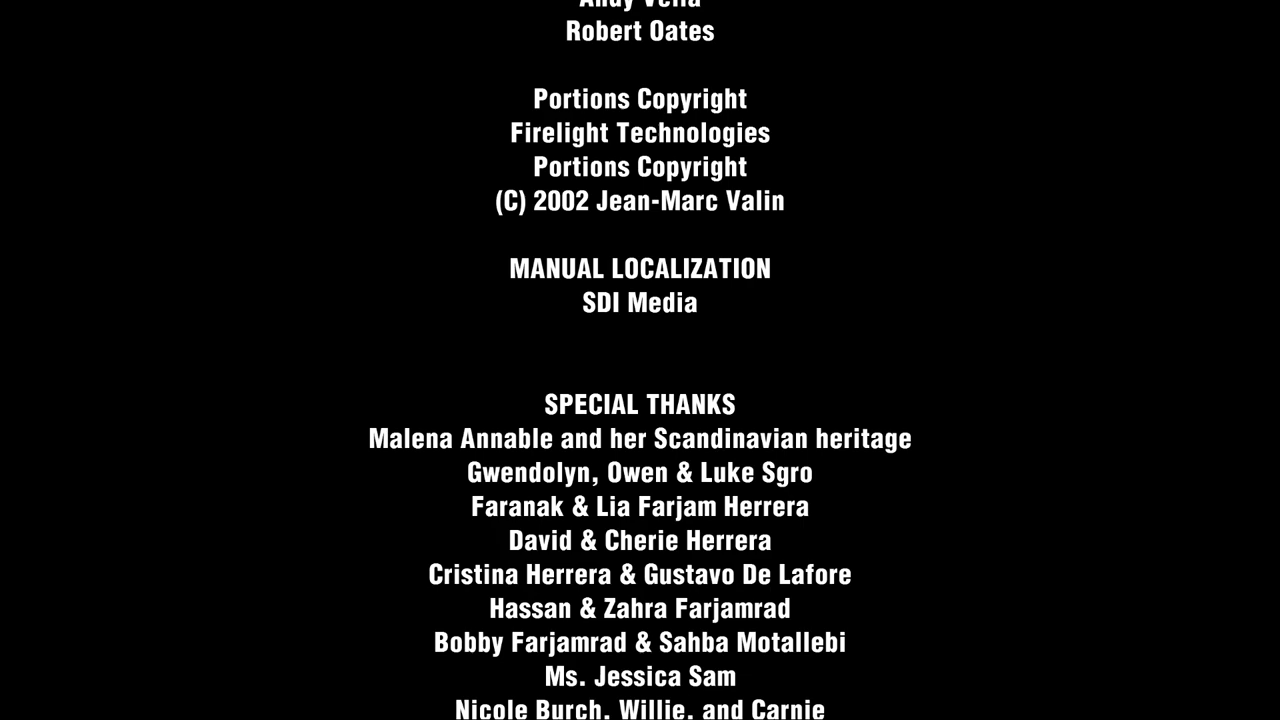 Andy Vella
Robert Oates
Portions Copyright
Firelight Technologies
Portions Copyright
(C) 2002 Jean-Marc Valin
MANUAL LOCALIZATION
SDI Media
SPECIAL THANKS
Malena Annable and her Scandinavian heritage
Gwendolyn, Owen & Luke Sgro
Faranak & Lia Farjam Herrera
David & Cherie Herrera
Cristina Herrera & Gustavo De Lafore
Hassan & Zahra Farjamrad
Bobby Farjamrad & Sahba Motallebi
Ms. Jessica Sam
Nicole Burch, Willie, and Carnie